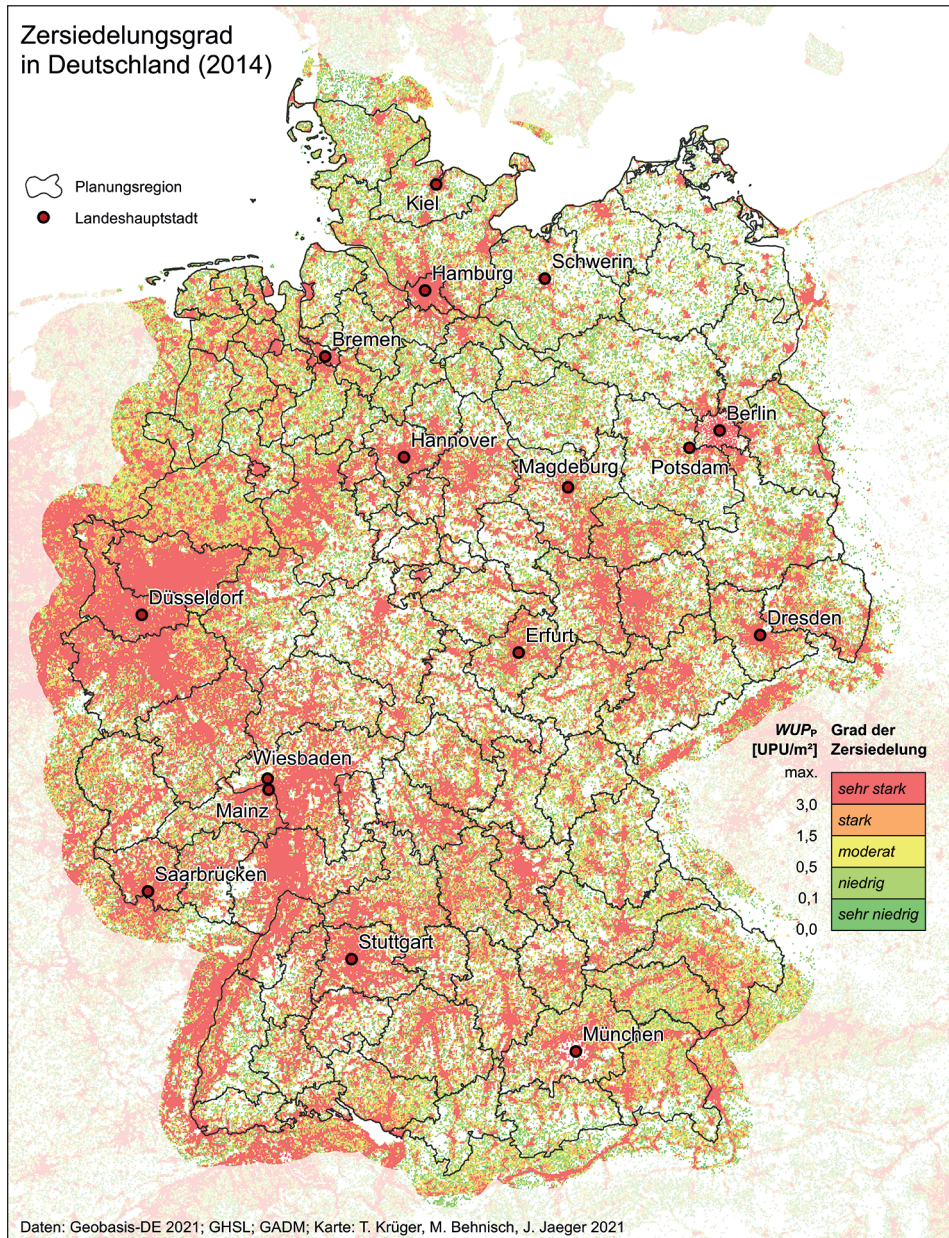 Zersiedelungsgrad
in Deutschland (2014)
Planungsregion
Landeshauptstadt
Kiel
Schwerin
Hamburg
Bremen
Berlin
Hannover
Potsdam
Magdeburg
Düsseldorf
Dresden
Erfurt
WUPP Grad der
[UPU/m²] Zersiedelung
Wiesbaden
max.
sehr stark
Mainz
3,0
stark
1,5
moderat
0,5
Saarbrücken
niedrig
0,1
sehr niedrig
0,0
Stuttgart
München
Daten: Geobasis-DE 2021; GHSL; GADM; Karte: T. Krüger, M. Behnisch, J. Jaeger 2021